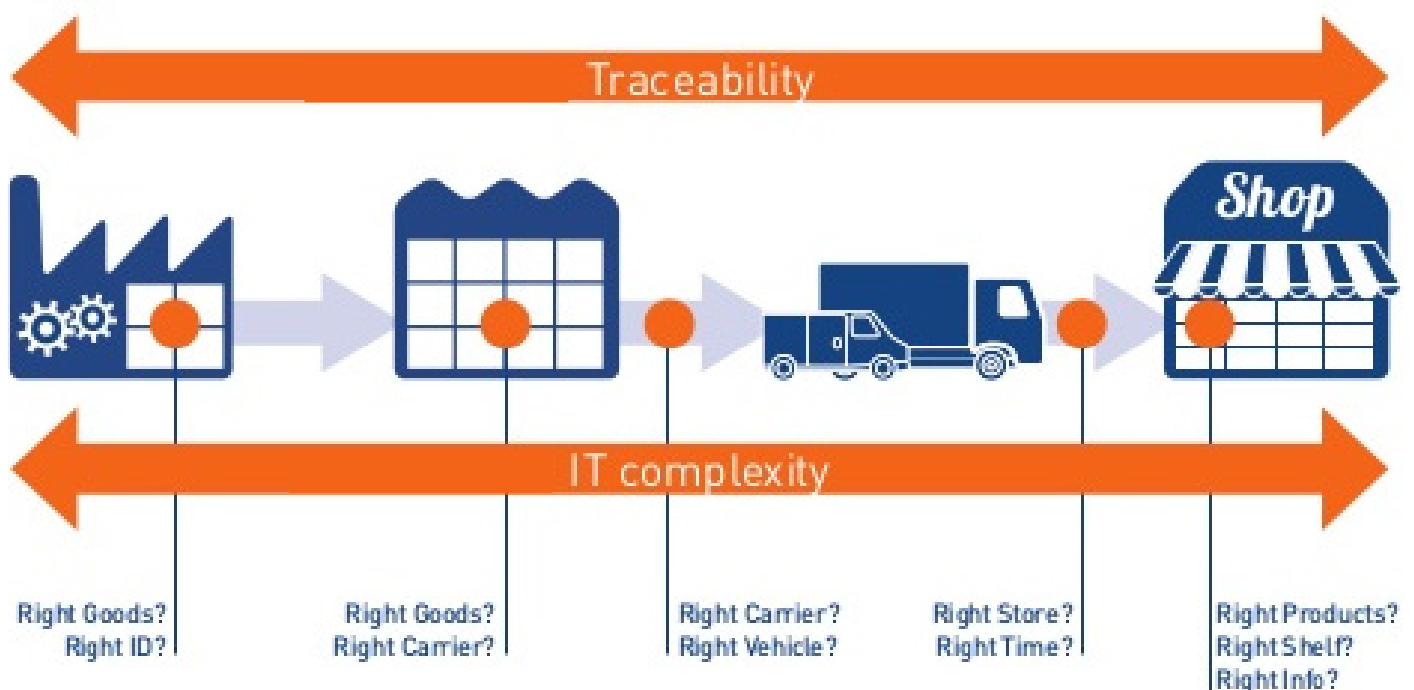 Traceability
Shop
IT complexity
Right Goods?
Right ID?
Right Goods?
Right Carrier?
Right Carrier?
Right Vehicle?
Right Store?
Right Time?
Right Products?
Right Shelf?
Right Info?